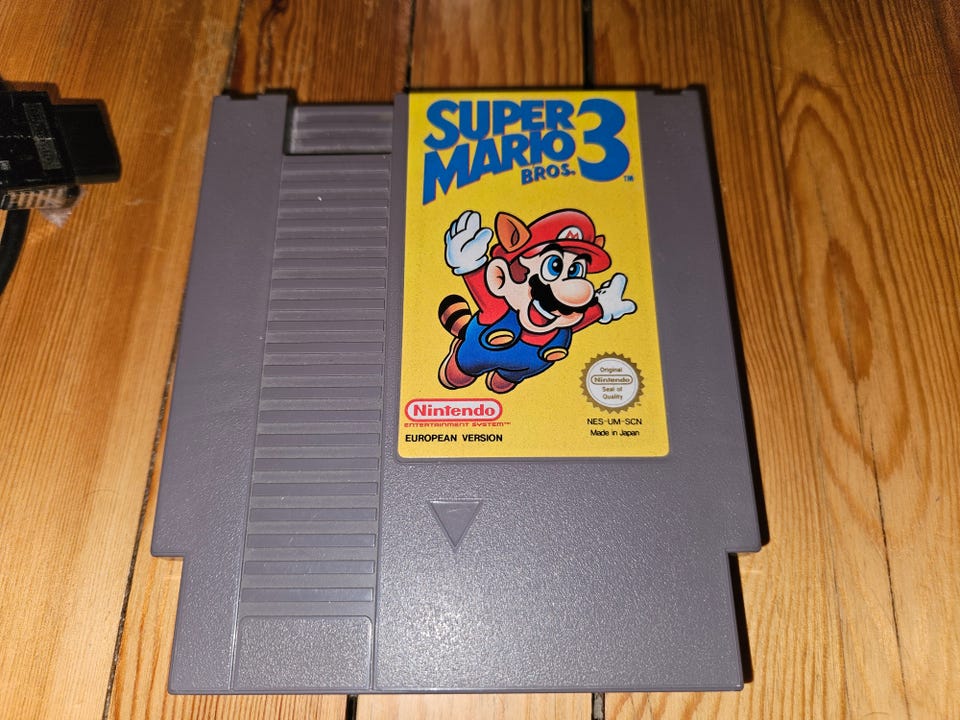 SUPER
MARIO 3
BROS.™
M
Original
Nintendo
Seal of
Quality
Nintendo
ENTERTAINMENT SYSTEM™
EUROPEAN VERSION
NES-UM-SCN
Made in Japan